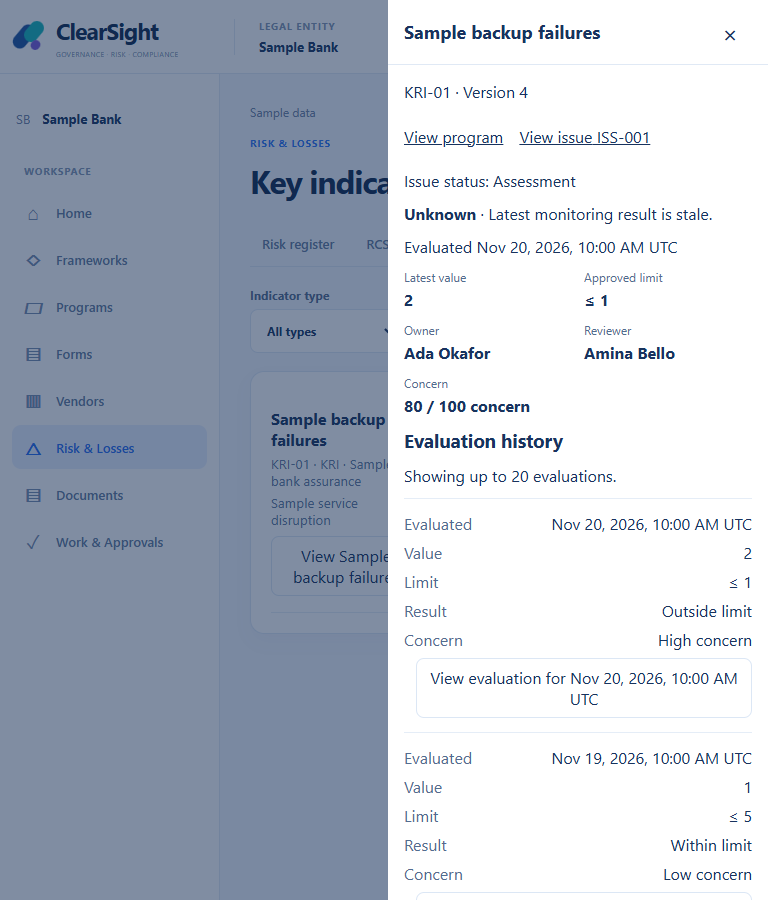 ClearSight
GOVERNANCE · RISK · COMPLIANCE
LEGAL ENTITY
Sample Bank
SB Sample Bank
WORKSPACE
Home
Frameworks
Programs
Forms
Vendors
Risk & Losses
Documents
Work & Approvals
Sample data
RISK & LOSSES
Key indica
Risk register RCS
Indicator type
All types
Sample backup
failures
KRI-01 · KRI · Sample
bank assurance
Sample service
disruption
View Sample
backup failure
Sample backup failures
×
KRI-01 · Version 4
View program View issue ISS-001
Issue status: Assessment
Unknown · Latest monitoring result is stale.
Evaluated Nov 20, 2026, 10:00 AM UTC
Latest value Approved limit
2 ≤ 1
Owner Reviewer
Ada Okafor Amina Bello
Concern
80 / 100 concern
Evaluation history
Showing up to 20 evaluations.
Evaluated Nov 20, 2026, 10:00 AM UTC
Value 2
Limit ≤ 1
Result Outside limit
Concern High concern
View evaluation for Nov 20, 2026, 10:00 AM
UTC
Evaluated Nov 19, 2026, 10:00 AM UTC
Value 1
Limit ≤ 5
Result Within limit
Concern Low concern